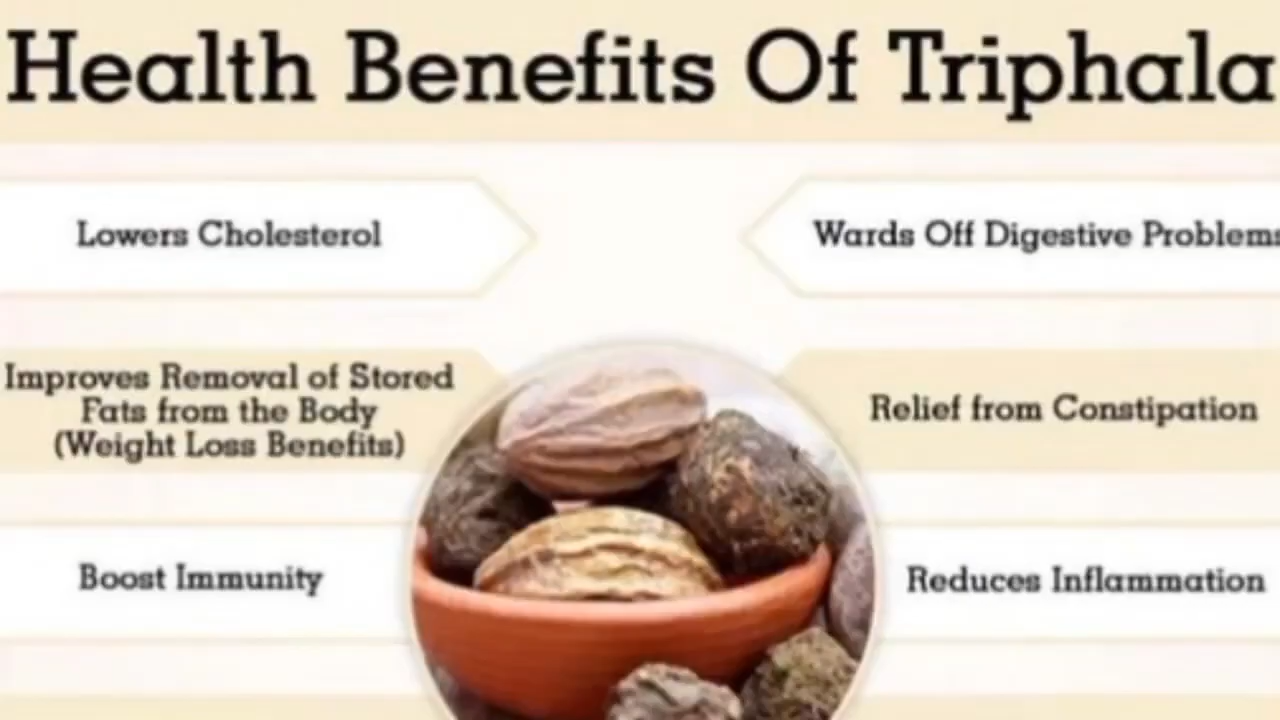 Health Benefits Of Triphala
Lowers Cholesterol
Wards Off Digestive Problems
Improves Removal of Stored
Fats from the Body
(Weight Loss Benefits)
Relief from Constipation
Boost Immunity
Reduces Inflammation